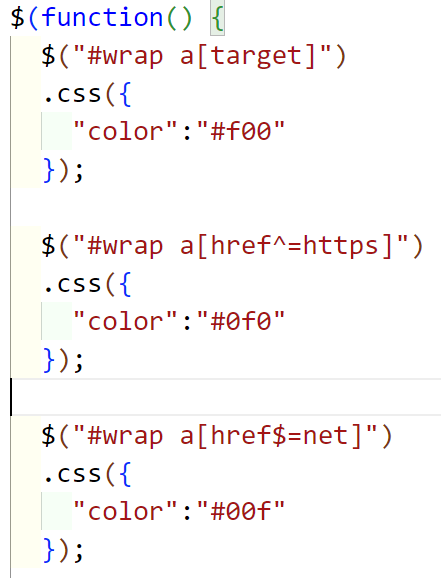 $(function() {
  $("#wrap a[target]")
  .css({
    "color":"#f00"
  });

  $("#wrap a[href^=https]")
  .css({
    "color":"#0f0"
  });

  $("#wrap a[href$=net]")
  .css({
    "color":"#00f"
  });